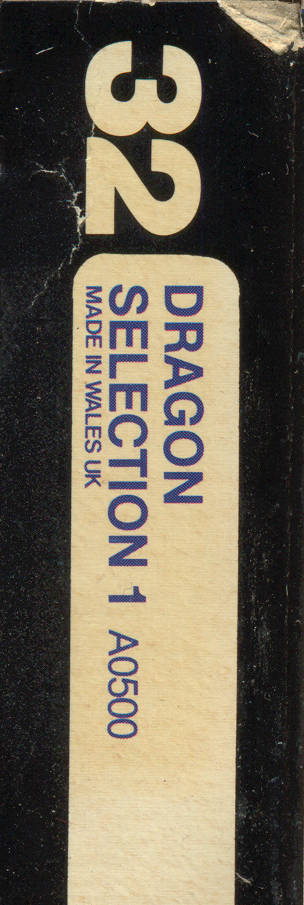 32
DRAGON
SELECTION 1 A0500
MADE IN WALES UK